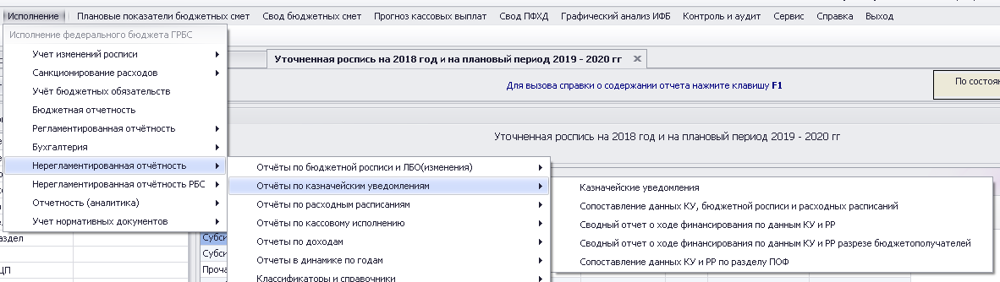 Исполнение Плановые показатели бюджетных смет Свод бюджетных смет Прогноз кассовых выплат Свод ПФХД Графический анализ ИФБ Контроль и аудит Сервис Справка Выход
Исполнение федерального бюджета ГРБС
Учет изменений росписи
Санкционирование расходов
Учёт бюджетных обязательств
Бюджетная отчетность
Регламентированная отчётность
Бухгалтерия
Нерегламентированная отчётность
Нерегламентированная отчётность РБС
Отчетность (аналитика)
Учет нормативных документов
Уточненная роспись на 2018 год и на плановый период 2019 - 2020 гг
Для вызова справки о содержании отчета нажмите клавишу F1
По состоян
Уточненная роспись на 2018 год и на плановый период 2019 - 2020 гг
Отчёты по бюджетной росписи и ЛБО(изменения)
Отчёты по казначейским уведомлениям
Отчёты по расходным расписаниям
Отчёты по кассовому исполнению
Отчеты по доходам
Отчеты в динамике по годам
Классификаторы и справочники
Казначейские уведомления
Сопоставление данных КУ, бюджетной росписи и расходных расписаний
Сводный отчет о ходе финансирования по данным КУ и РР
Сводный отчет о ходе финансирования по данным КУ и РР разрезе бюджетополучателей
Сопоставление данных КУ и РР по разделу ПОФ
аздел
Субси
Субси
ЦП
Проча